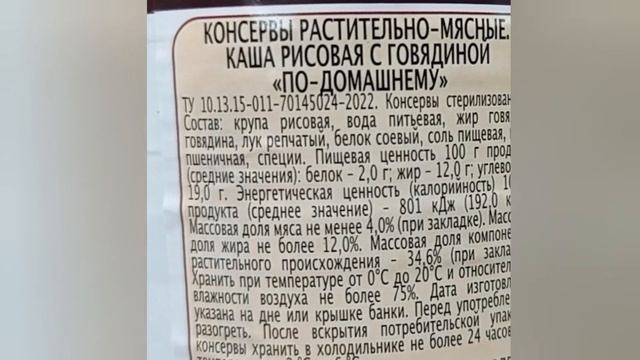 КОНСЕРВЫ РАСТИТЕЛЬНО-МЯСНЫЕ.
КАША РИСОВАЯ С ГОВЯДИНОЙ
«ПО-ДОМАШНЕМУ»
ТУ 10.13.15-011-70145024-2022. Консервы стерилизован
Состав: крупа рисовая, вода питьевая, жир говя
говядина, лук репчатый, белок соевый, соль пищевая,
пшеничная, специи. Пищевая ценность 100 г прод
(средние значения): белок – 2,0 г; жир – 12,0 г; углево
19,0 г. Энергетическая ценность (калорийность) 10
продукта (среднее значение) – 801 кДж (192,0 к
Массовая доля мяса не менее 4,0% (при закладке). Масс
доля жира не более 12,0%. Массовая доля компоне
растительного происхождения – 34,6% (при заклад
Хранить при температуре от 0°С до 20°С и относител
влажности воздуха не более 75%. Дата изготовл
указана на дне или крышке банки. Перед употребле
разогреть. После вскрытия потребительской упак
консервы хранить в холодильнике не более 24 часов